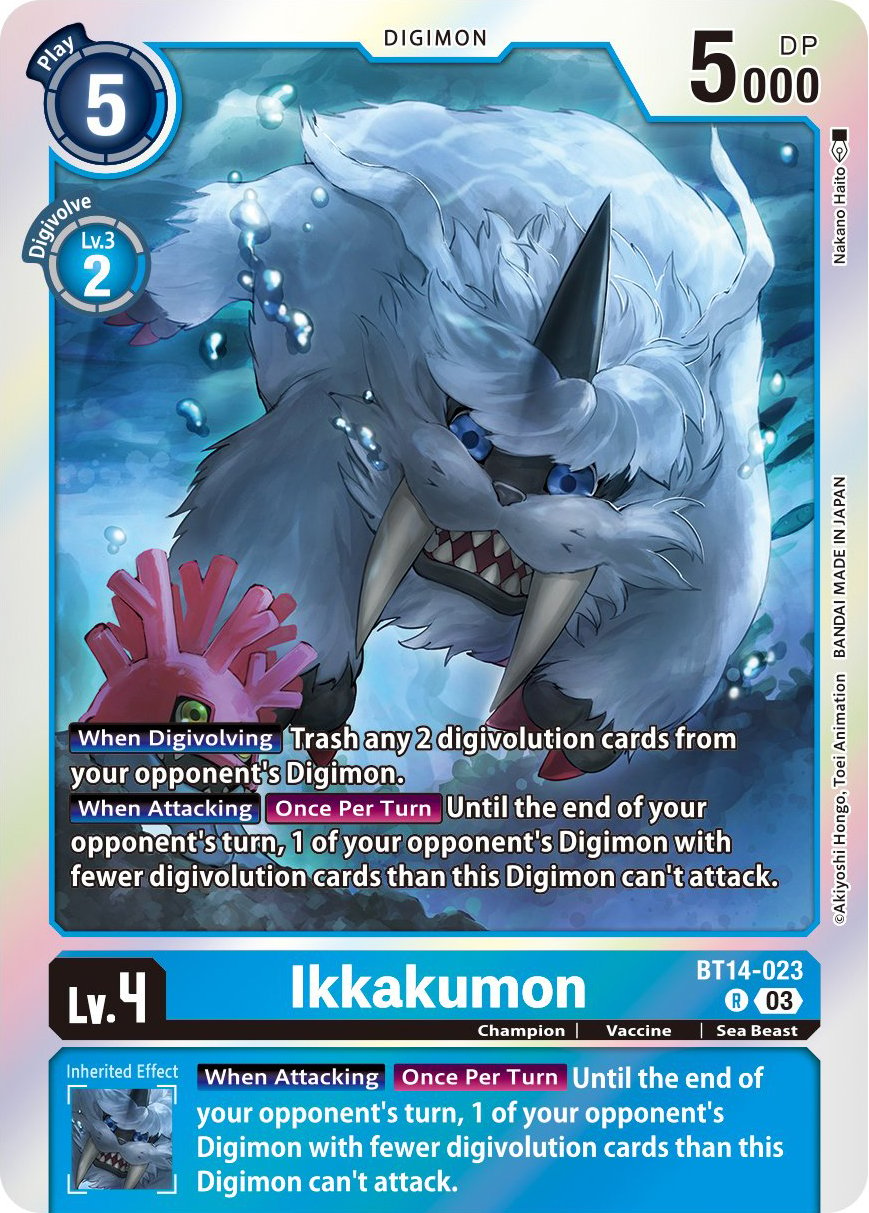 DIGIMON
Play
5
5000
DP
Digivolve
Lv.3
2
Nakano Haito
©Akiyoshi Hongo, Toei Animation BANDAI MADE IN JAPAN
When Digivolving Trash any 2 digivolution cards from
your opponent's Digimon.
When Attacking Once Per Turn Until the end of your
opponent's turn, 1 of your opponent's Digimon with
fewer digivolution cards than this Digimon can't attack.
Lv.4
Ikkakumon
BT14-023
R 03
Champion | Vaccine | Sea Beast
Inherited Effect
When Attacking Once Per Turn Until the end of
your opponent's turn, 1 of your opponent's
Digimon with fewer digivolution cards than this
Digimon can't attack.